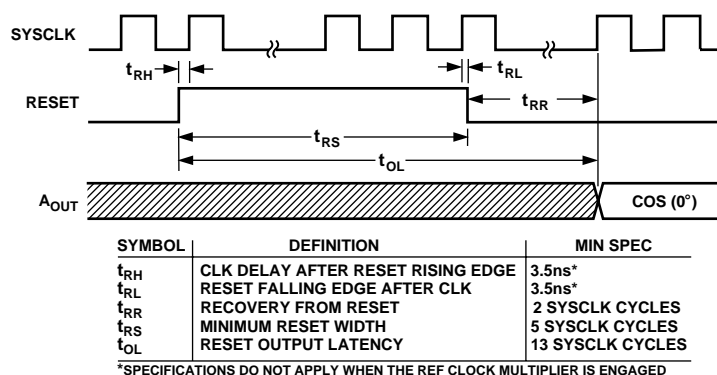 SYSCLK
tRH
tRL
RESET
tRR
tRS
tOL
AOUT
COS (0°)
SYMBOL DEFINITION MIN SPEC
tRH CLK DELAY AFTER RESET RISING EDGE 3.5ns*
tRL RESET FALLING EDGE AFTER CLK 3.5ns*
tRR RECOVERY FROM RESET 2 SYSCLK CYCLES
tRS MINIMUM RESET WIDTH 5 SYSCLK CYCLES
tOL RESET OUTPUT LATENCY 13 SYSCLK CYCLES
*SPECIFICATIONS DO NOT APPLY WHEN THE REF CLOCK MULTIPLIER IS ENGAGED